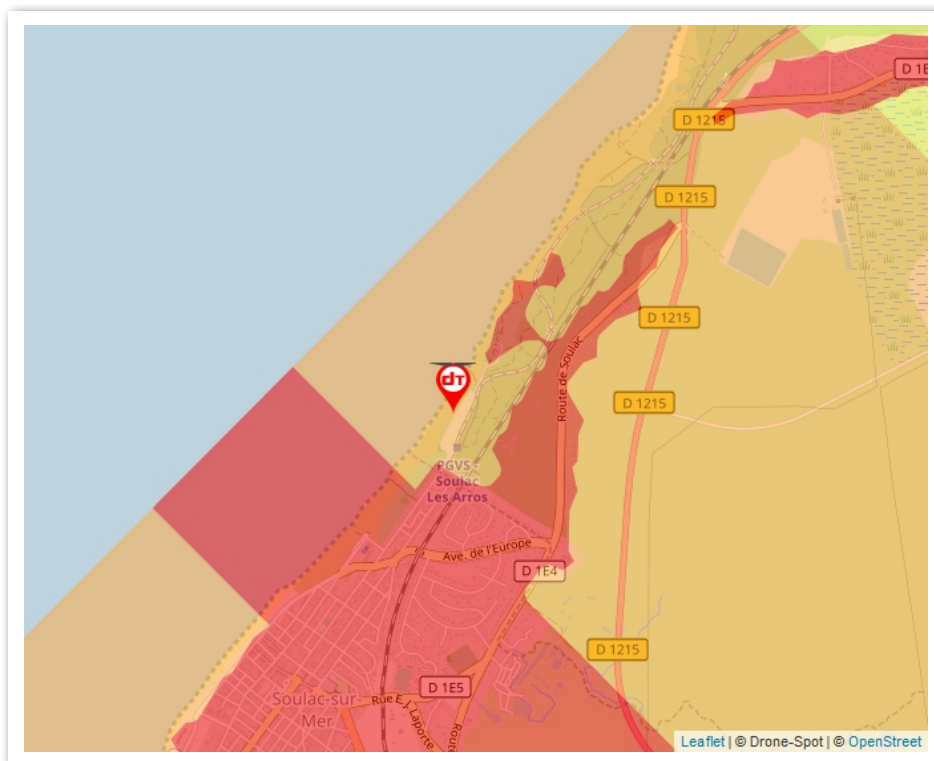 D 1E
D 1215
D 1215
D 1215
dT
Route de Soulac
D 1215
PGVS -
Soulac
Les Arros
Ave. de l'Europe
D 1E4
D 1215
D 1E5
Soulac-sur-
Mer
Rue E. J. Laporte
Route
Leaflet | © Drone-Spot | © OpenStreet